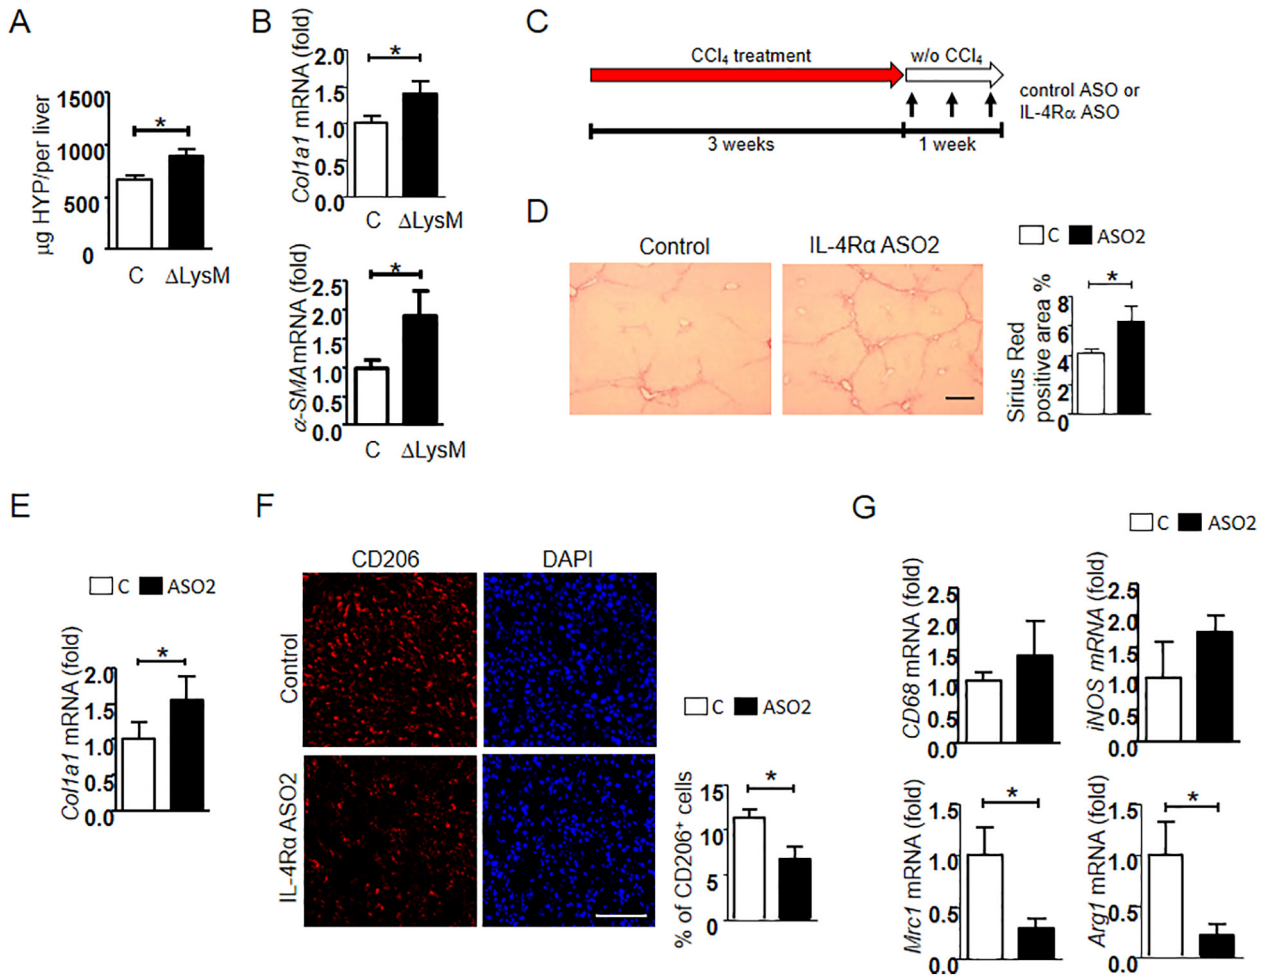 A
µg HYP/per liver
1500
1000
500
0
*
C ΔLysM
B
Col1a1 mRNA (fold)
2.0
1.5
1.0
1.5
0.0
*
C ΔLysM
α-SMA mRNA (fold)
2.5
2.0
1.5
1.0
0.5
0.0
*
C ΔLysM
C
CCl₄ treatment
w/o CCl₄
control ASO or
IL-4Rα ASO
3 weeks
1 week
D
Control
IL-4Rα ASO2
C ASO2
Sirius Red
positive area %
8
6
4
2
0
*
E
C ASO2
Col1a1 mRNA (fold)
2.0
1.5
1.0
0.5
0.0
*
F
CD206
DAPI
Control
IL-4Rα ASO2
C ASO2
% of CD206⁺ cells
15
10
5
0
*
G
C ASO2
CD68 mRNA (fold)
2.5
2.0
1.5
1.0
0.5
0.0
iNOS mRNA (fold)
2.5
2.0
1.5
1.0
0.5
0.0
Mrc1 mRNA (fold)
1.5
1.0
0.5
0.0
*
Arg1 mRNA (fold)
1.5
1.0
0.5
0.0
*